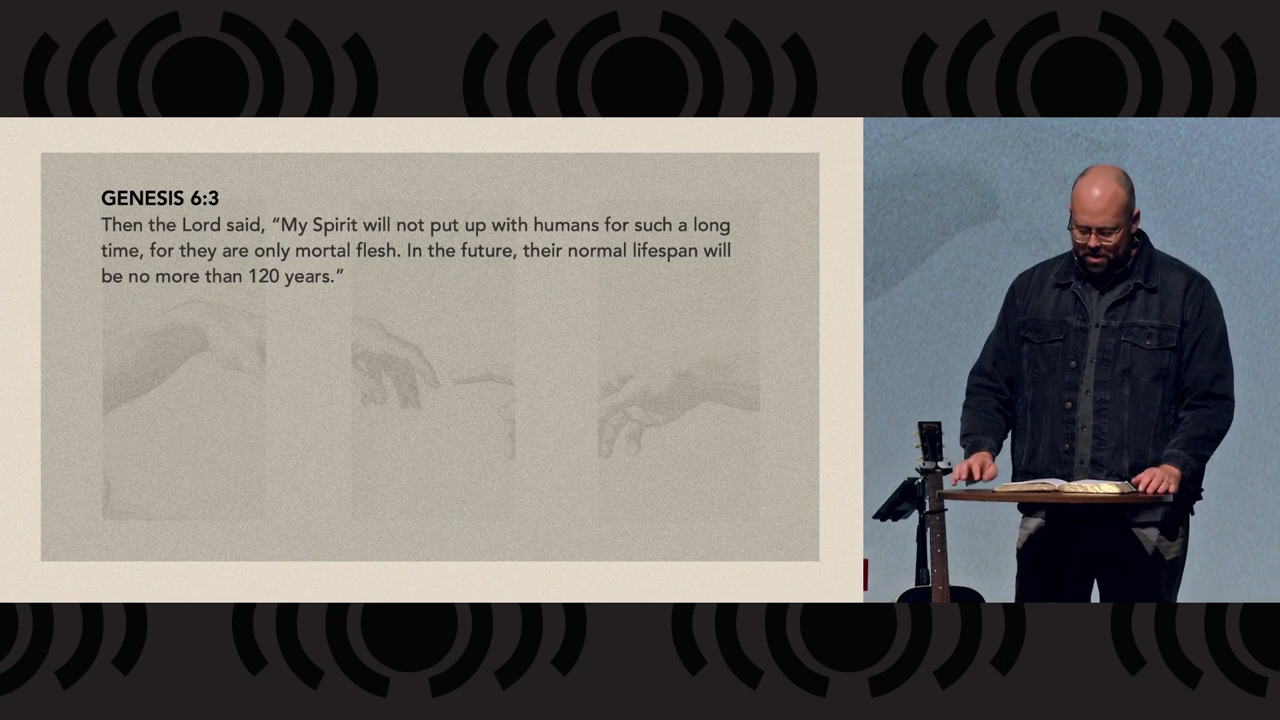 GENESIS 6:3
Then the Lord said, “My Spirit will not put up with humans for such a long
time, for they are only mortal flesh. In the future, their normal lifespan will
be no more than 120 years.”